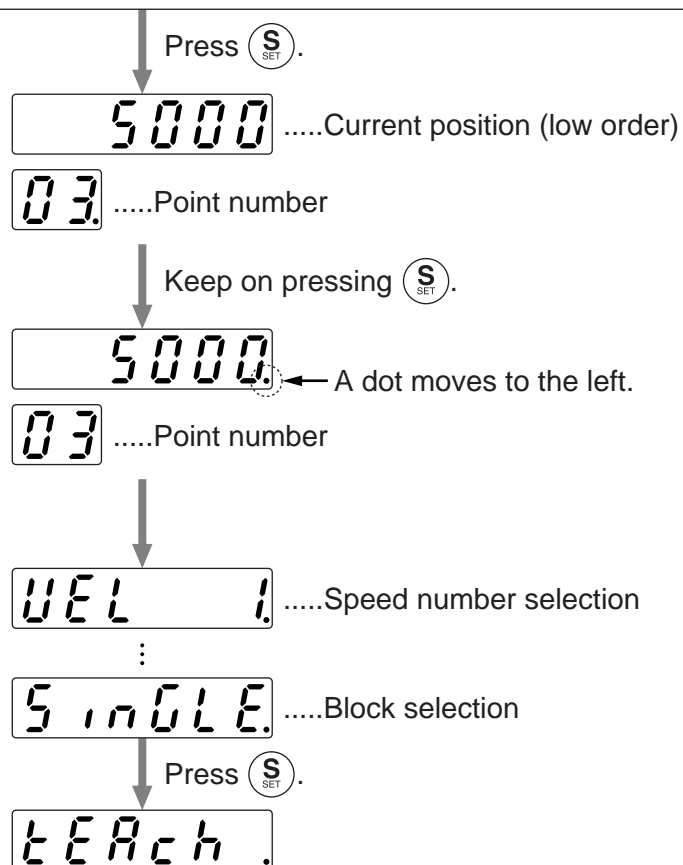 Press S SET.
5000 .....Current position (low order)
03. .....Point number
Keep on pressing S SET.
5000. A dot moves to the left.
03 .....Point number
VEL 1. .....Speed number selection
⋮
SinGLE. .....Block selection
Press S SET.
tEAch .